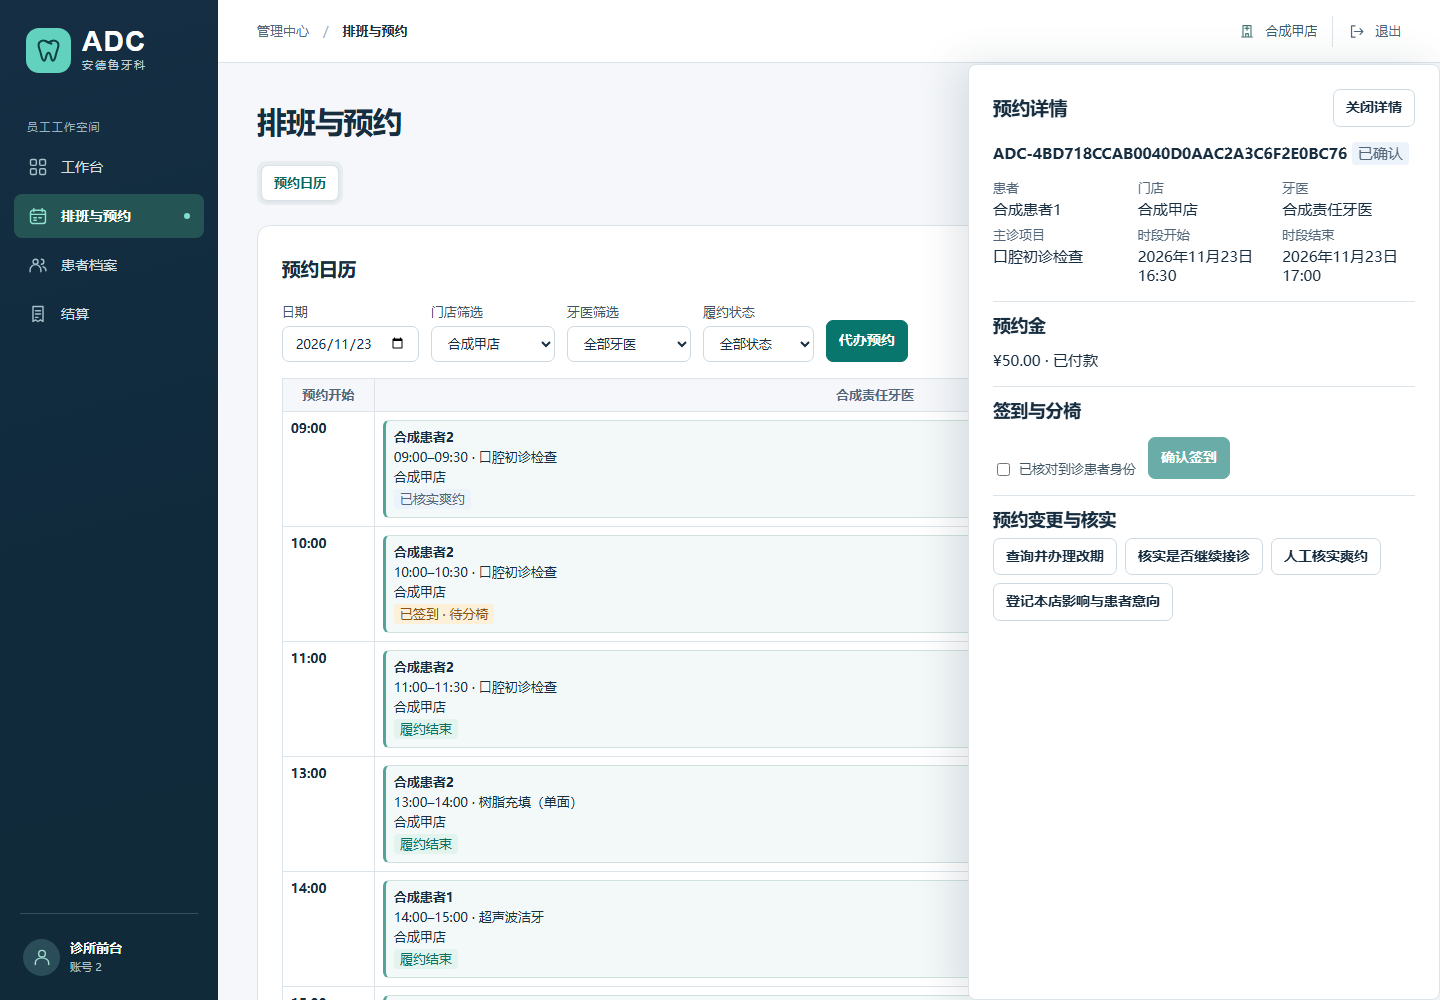 ADC
安德鲁牙科
员工工作空间
工作台
排班与预约
患者档案
结算
诊所前台
账号 2
管理中心 / 排班与预约
合成甲店
退出
排班与预约
预约日历
预约日历
日期
门店筛选
牙医筛选
履约状态
2026/11/23
合成甲店
全部牙医
全部状态
代办预约
预约开始
合成责任牙医
09:00
合成患者2
09:00–09:30 · 口腔初诊检查
合成甲店
已核实爽约
10:00
合成患者2
10:00–10:30 · 口腔初诊检查
合成甲店
已签到 · 待分椅
11:00
合成患者2
11:00–11:30 · 口腔初诊检查
合成甲店
履约结束
13:00
合成患者2
13:00–14:00 · 树脂充填（单面）
合成甲店
履约结束
14:00
合成患者1
14:00–15:00 · 超声波洁牙
合成甲店
履约结束
预约详情
关闭详情
ADC-4BD718CCAB0040D0AAC2A3C6F2E0BC76 已确认
患者
门店
牙医
合成患者1
合成甲店
合成责任牙医
主诊项目
时段开始
时段结束
口腔初诊检查
2026年11月23日
16:30
2026年11月23日
17:00
预约金
¥50.00 · 已付款
签到与分椅
已核对到诊患者身份
确认签到
预约变更与核实
查询并办理改期
核实是否继续接诊
人工核实爽约
登记本店影响与患者意向